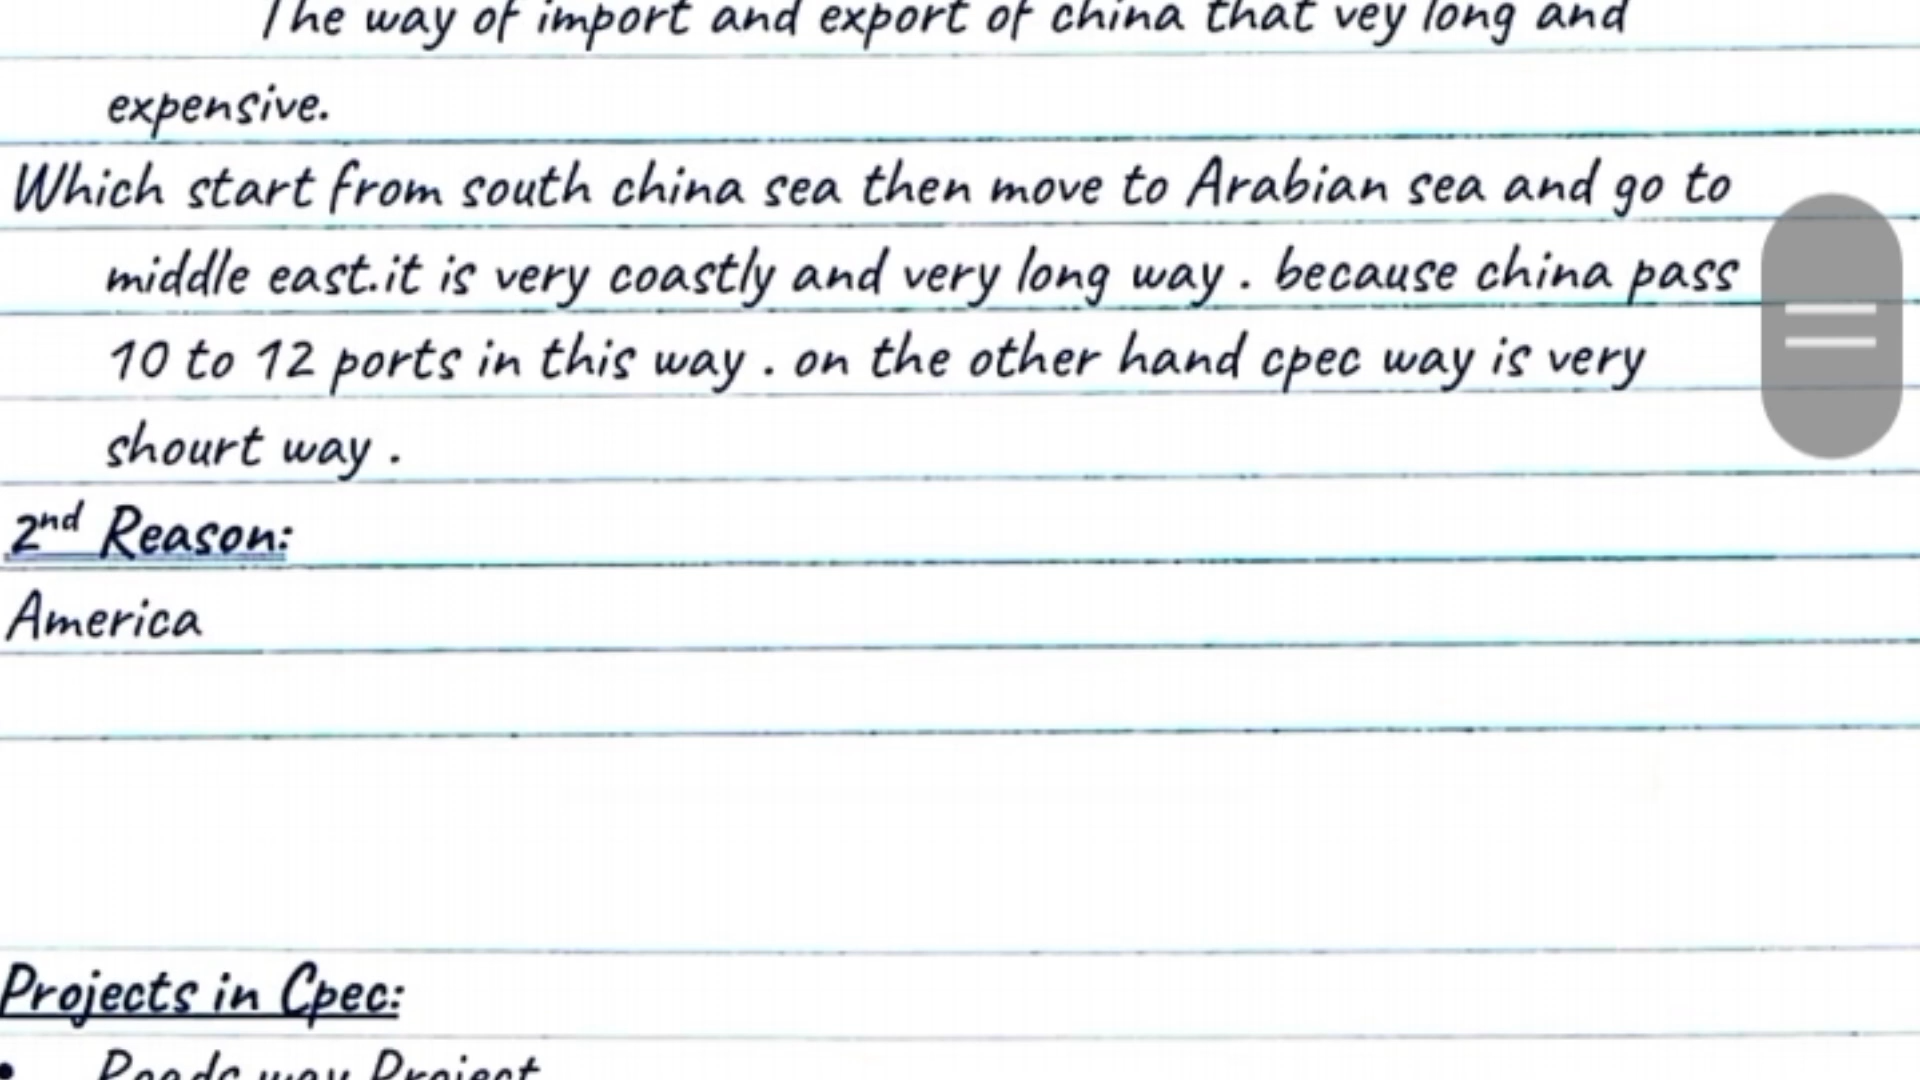 The way of import and export of china that vey long and
expensive.
Which start from south china sea then move to Arabian sea and go to
middle east.it is very coastly and very long way . because china pass
10 to 12 ports in this way . on the other hand cpec way is very
shourt way .
2nd Reason:
America
Projects in Cpec:
• Roads way Project